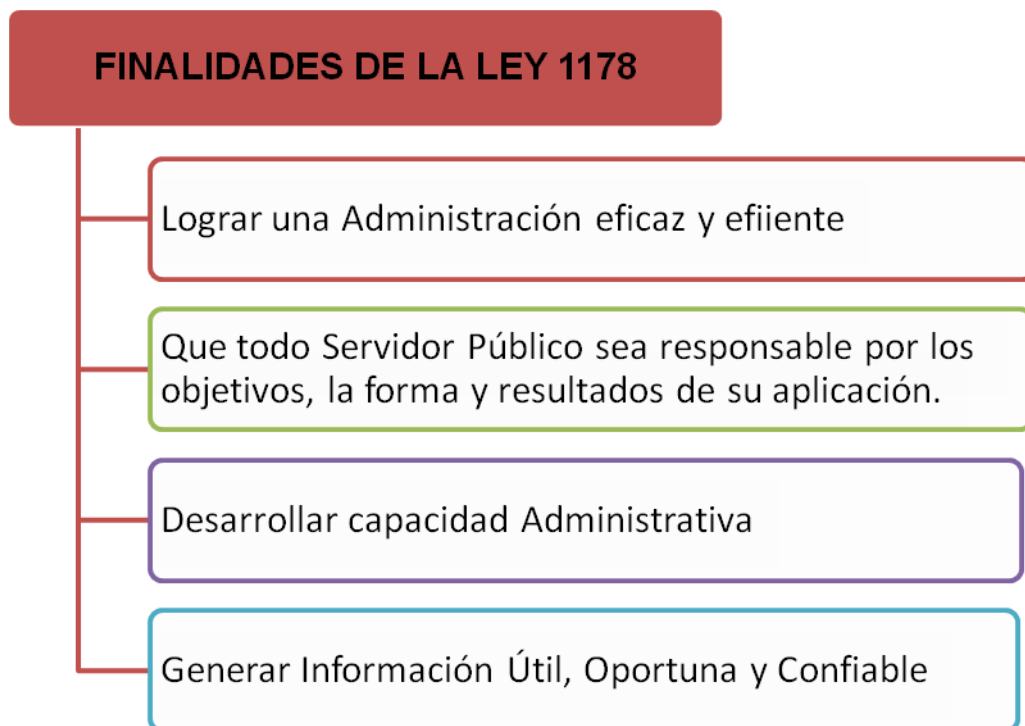 FINALIDADES DE LA LEY 1178
Lograr una Administración eficaz y efiiente
Que todo Servidor Público sea responsable por los
objetivos, la forma y resultados de su aplicación.
Desarrollar capacidad Administrativa
Generar Información Útil, Oportuna y Confiable